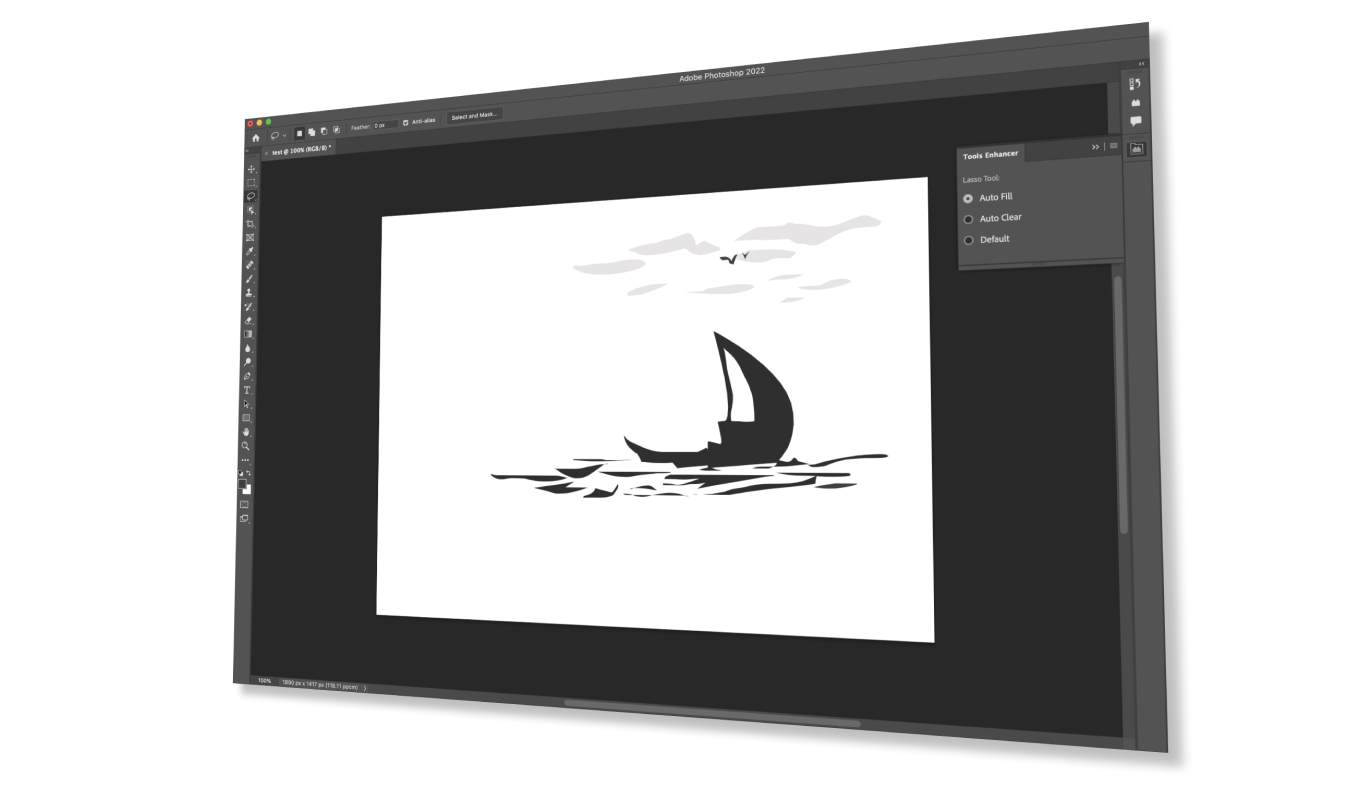 Adobe Photoshop 2022
Feather: 0 px Anti-alias Select and Mask...
× test @ 100% (RGB/8) *
Tools Enhancer
Lasso Tool:
Auto Fill
Auto Clear
Default
100% 1890 px x 1417 px (118.11 ppcm)